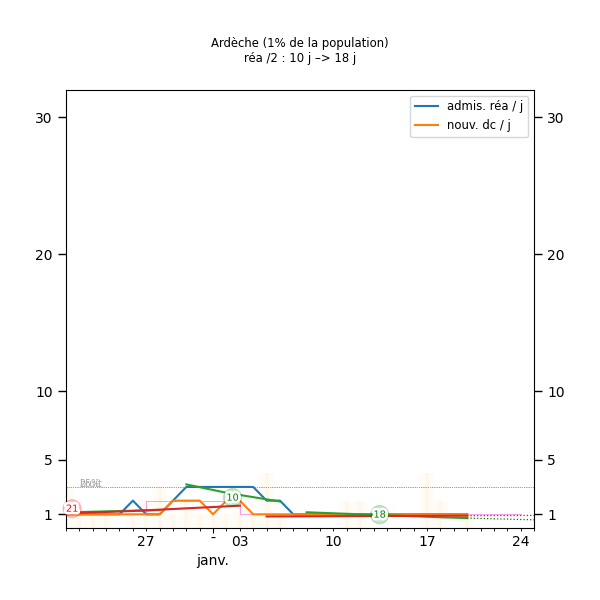 Ardèche (1% de la population)
réa /2 : 10 j –> 18 j
admis. réa / j
nouv. dc / j
30 30
20 20
10 10
5 5
1 1
21
10
18
27 - 03 10 17 24
janv.